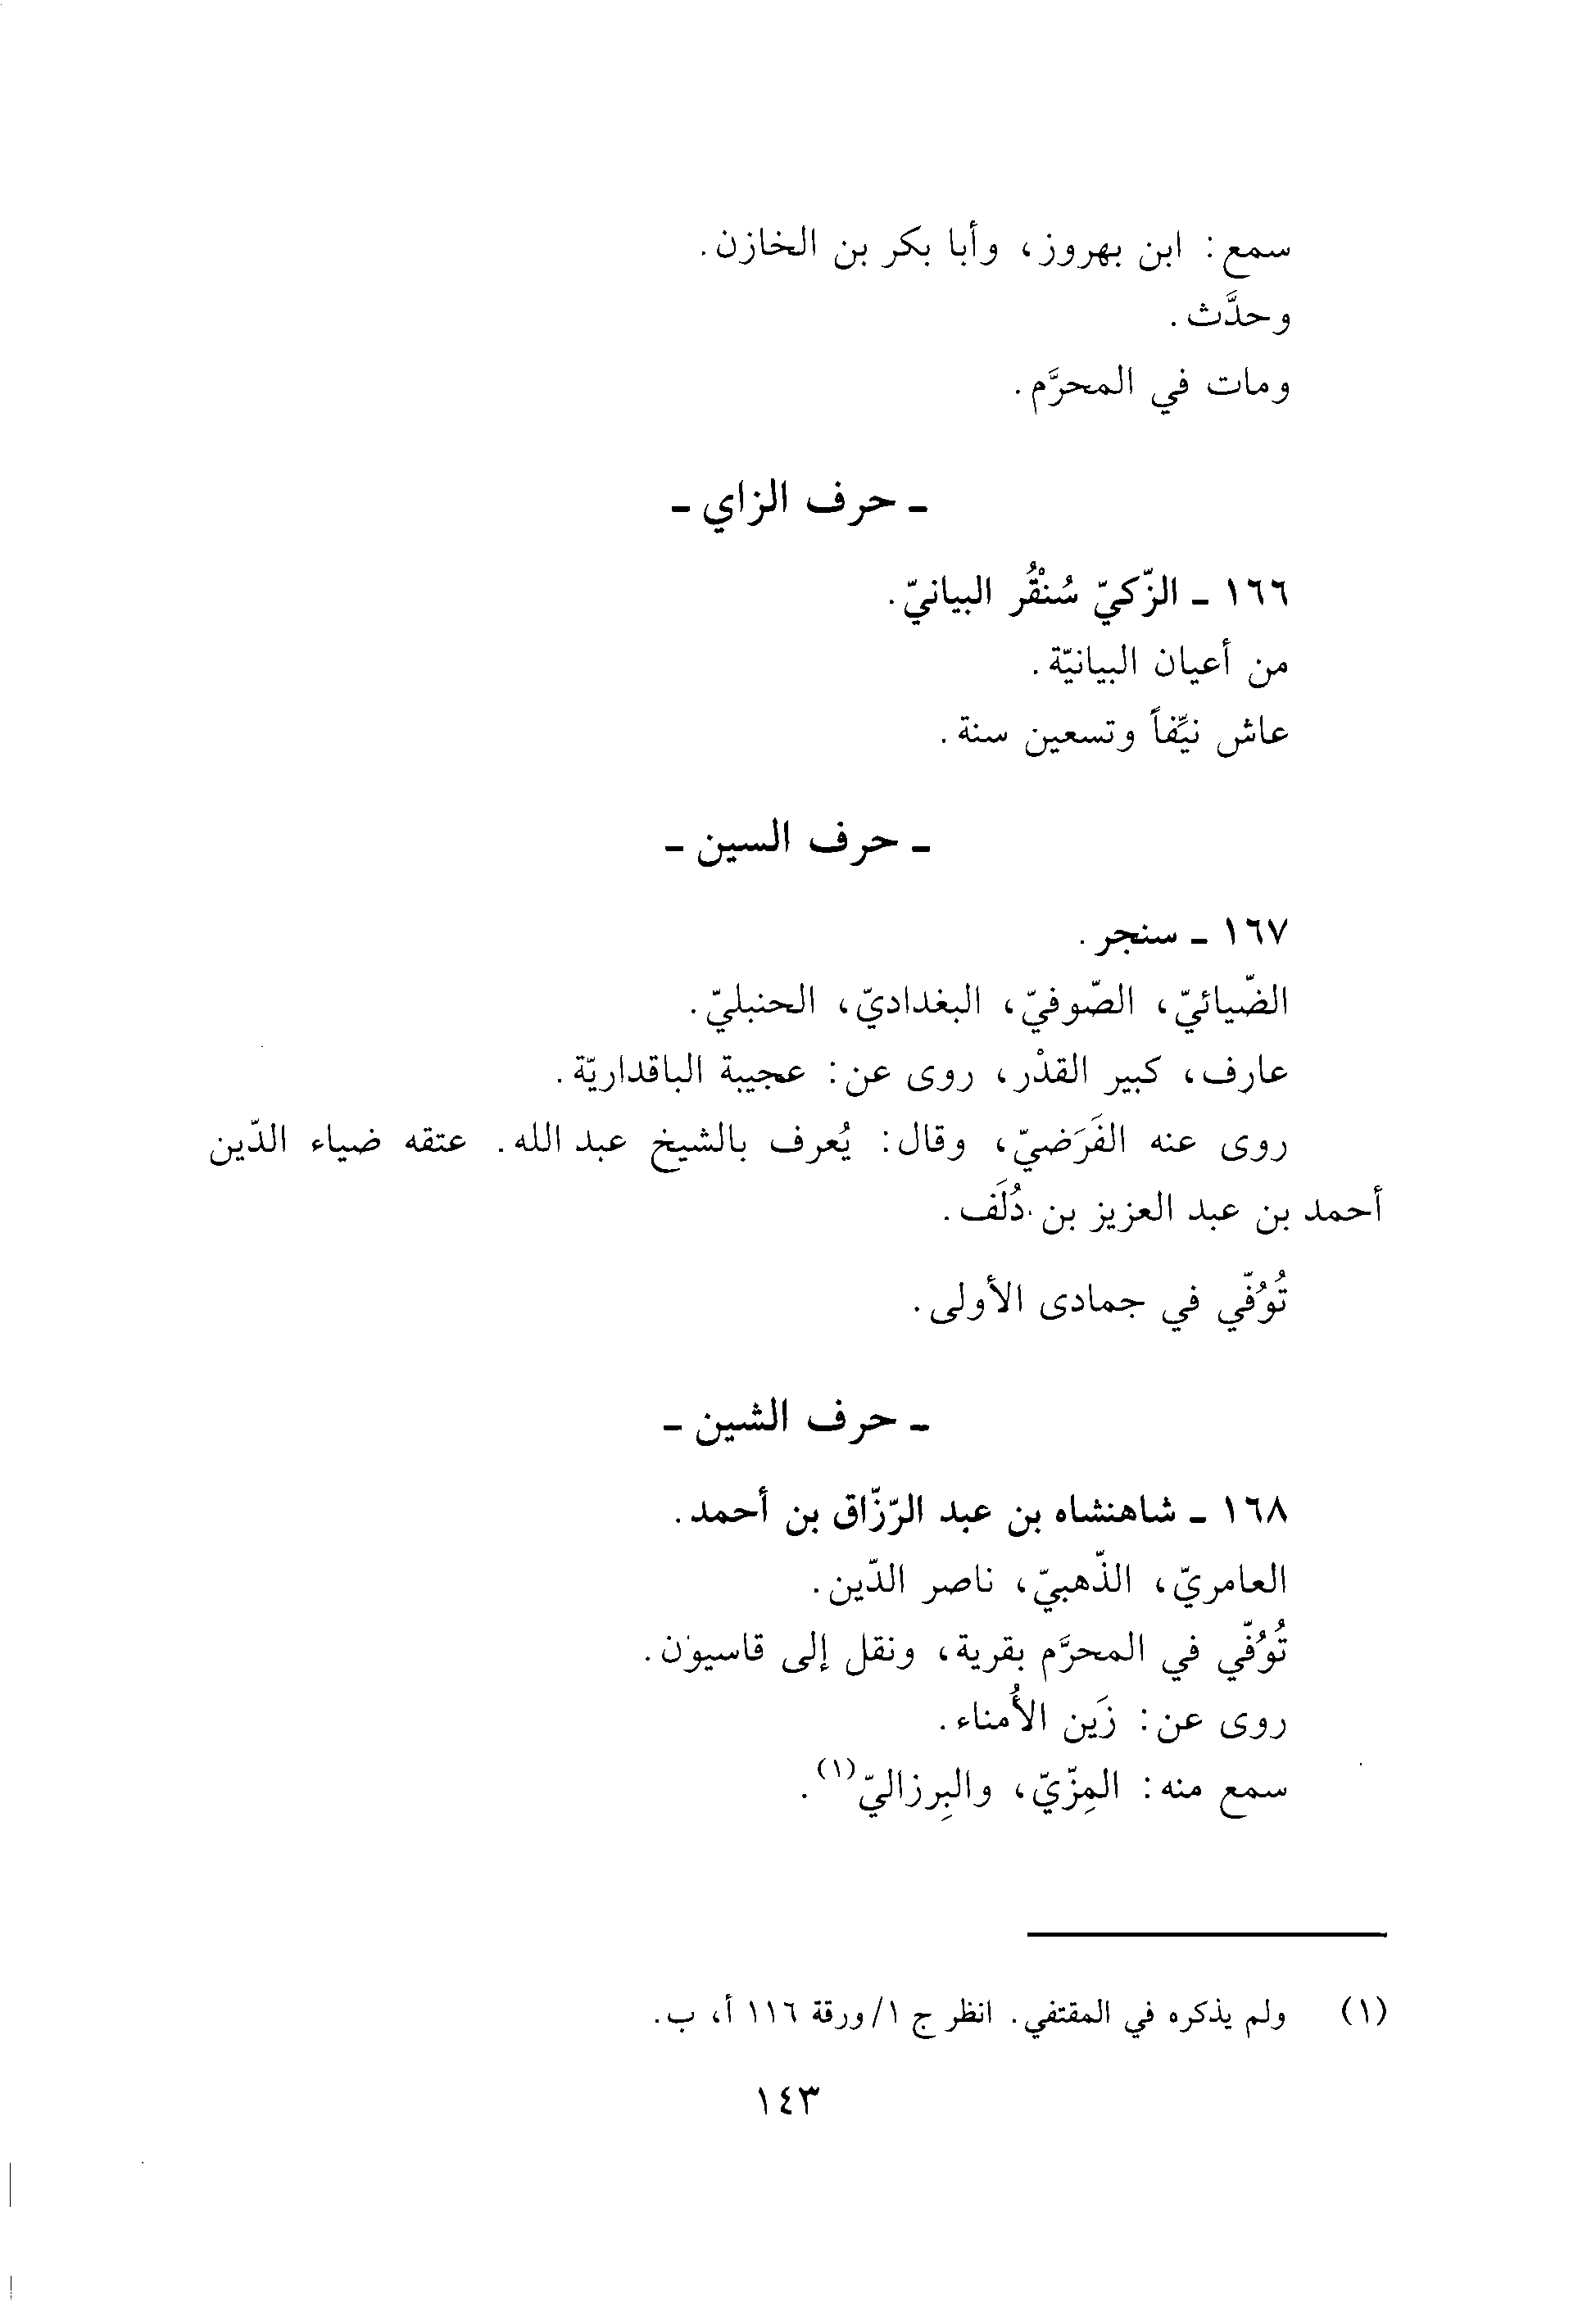 سمع: ابن بهروز، وأبا بكر بن الخازن.
وحدَّث.
ومات في المحرَّم.
- حرف الزاي -
١٦٦ - الزّكيّ سُنْقُر البيانيّ.
من أعيان البيانيّة.
عاش نيِّفاً وتسعين سنة.
- حرف السين -
١٦٧ - سنجر.
الضّيائيّ، الصّوفيّ، البغداديّ، الحنبليّ.
عارف، كبير القدْر، روى عن: عجيبة الباقداريّة.
روى عنه الفَرَضيّ، وقال: يُعرف بالشيخ عبد الله. عتقه ضياء الدّين
أحمد بن عبد العزيز بن دُلَف.
تُوُفّي في جمادى الأولى.
- حرف الشين -
١٦٨ - شاهنشاه بن عبد الرّزّاق بن أحمد.
العامريّ، الذّهبيّ، ناصر الدّين.
تُوُفّي في المحرَّم بقرية، ونقل إلى قاسيون.
روى عن: زَين الأُمناء.
سمع منه: المِزّيّ، والبِرزاليّ(١).
(١) ولم يذكره في المقتفي. انظر ج ١/ورقة ١١٦ أ، ب.
١٤٣